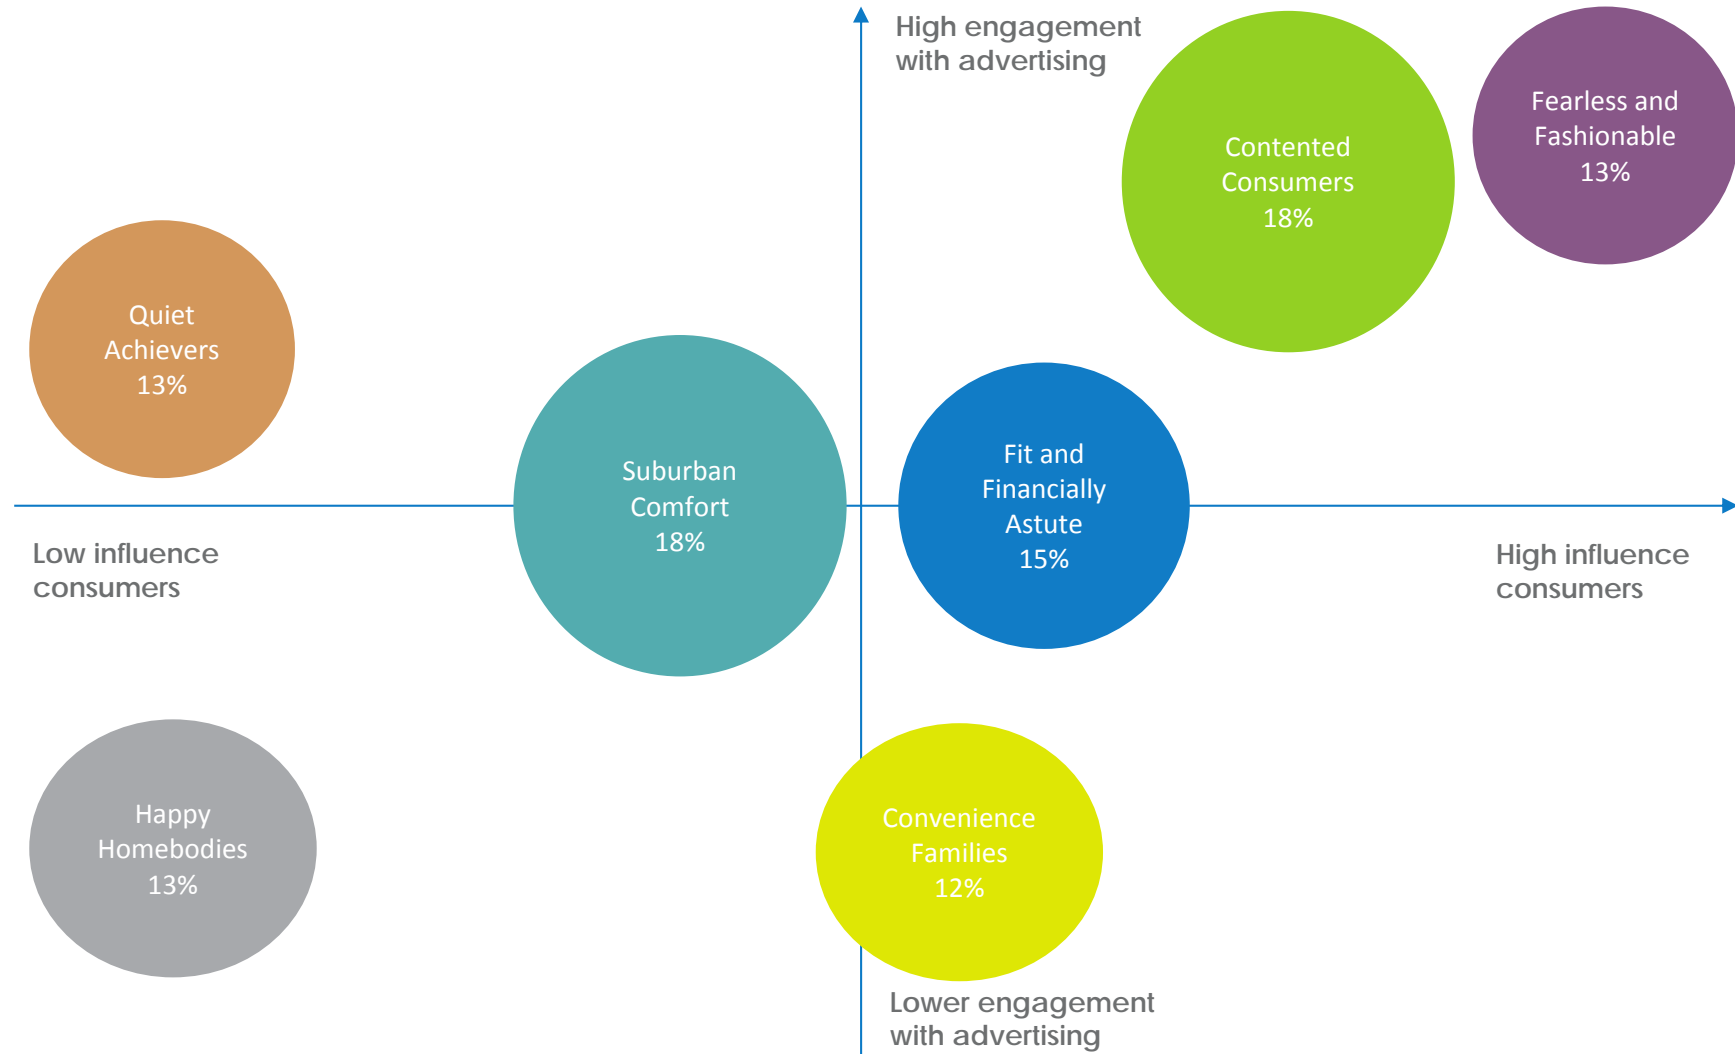 High engagement
with advertising
Fearless and
Fashionable
13%
Contented
Consumers
18%
Quiet
Achievers
13%
Suburban
Comfort
18%
Fit and
Financially
Astute
15%
Low influence
consumers
High influence
consumers
Happy
Homebodies
13%
Convenience
Families
12%
Lower engagement
with advertising